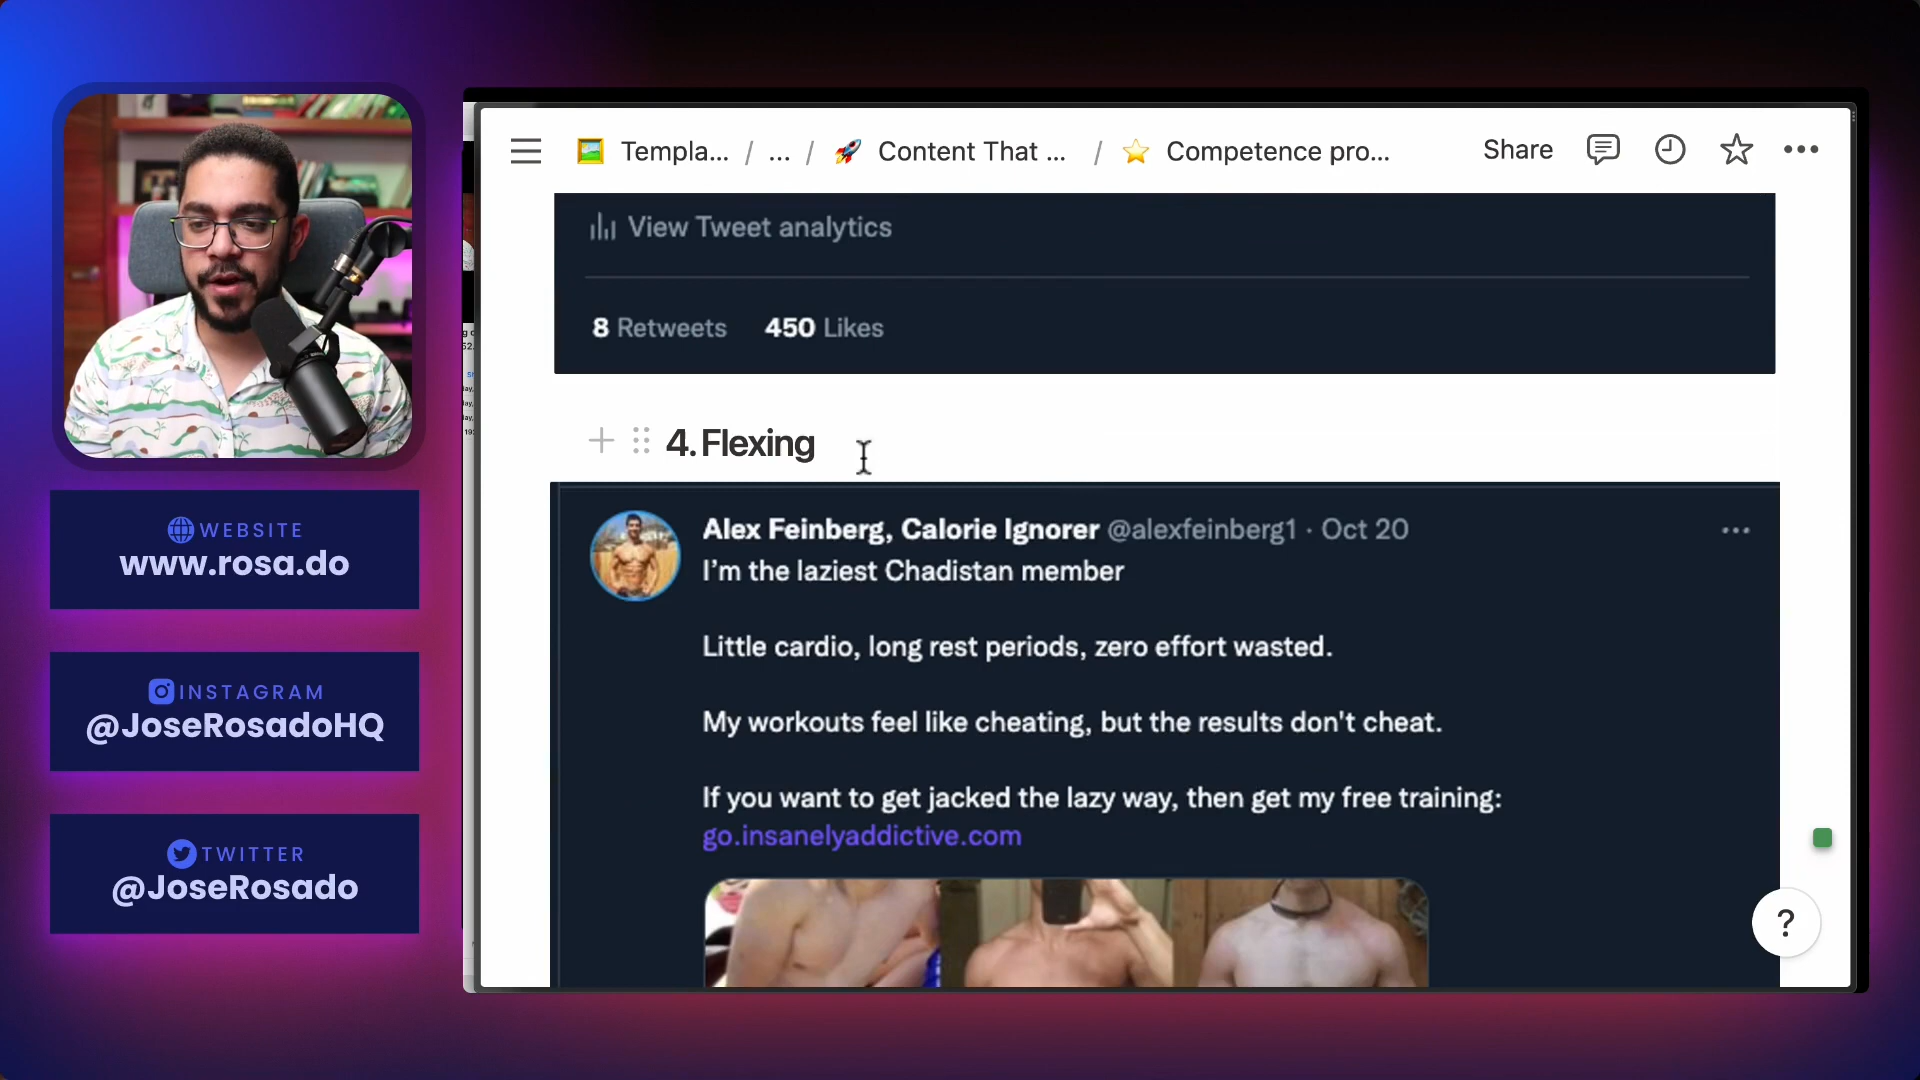 Templa... / ... / Content That ... / Competence pro...
Share
View Tweet analytics
8 Retweets 450 Likes
4. Flexing
Alex Feinberg, Calorie Ignorer @alexfeinberg1 · Oct 20
I'm the laziest Chadistan member
Little cardio, long rest periods, zero effort wasted.
My workouts feel like cheating, but the results don't cheat.
If you want to get jacked the lazy way, then get my free training:
go.insanelyaddictive.com
?
WEBSITE
www.rosa.do
INSTAGRAM
@JoseRosadoHQ
TWITTER
@JoseRosado